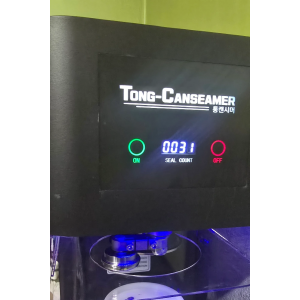 TONG-CANSEAMER
통캔시머
0031
ON SEAL COUNT OFF